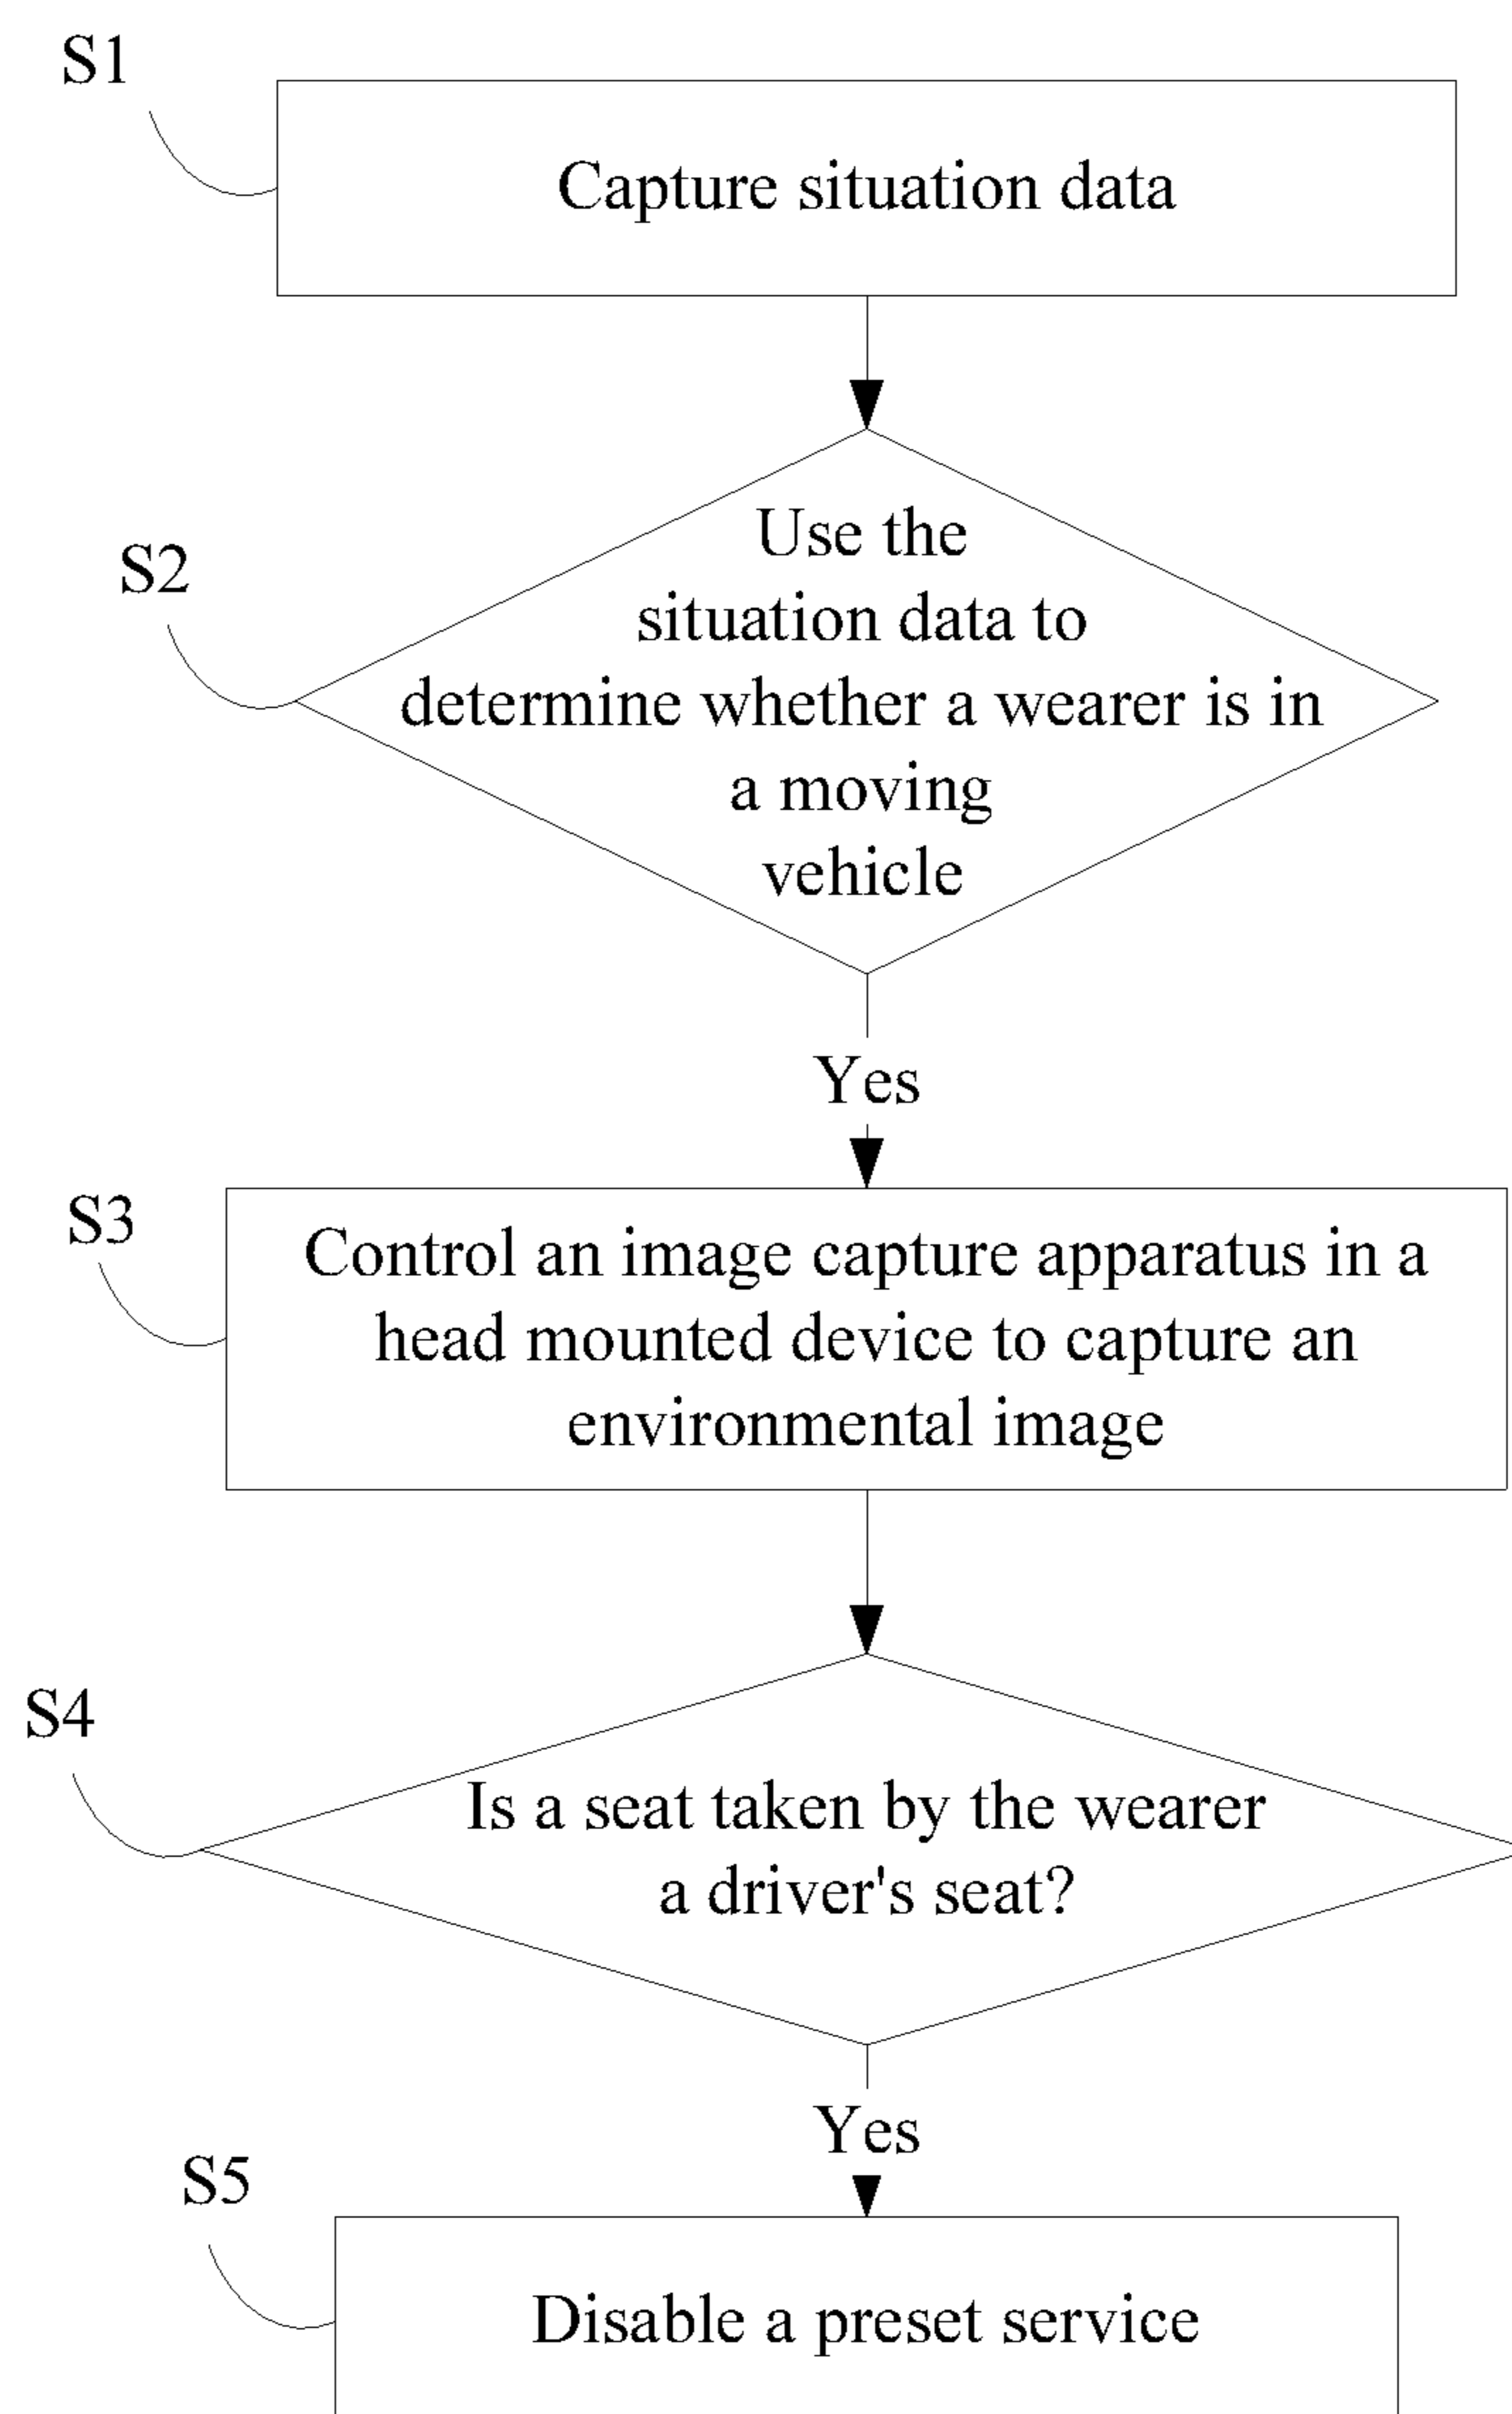 S1
Capture situation data
S2
Use the
situation data to
determine whether a wearer is in
a moving
vehicle
Yes
S3
Control an image capture apparatus in a
head mounted device to capture an
environmental image
S4
Is a seat taken by the wearer
a driver's seat?
Yes
S5
Disable a preset service